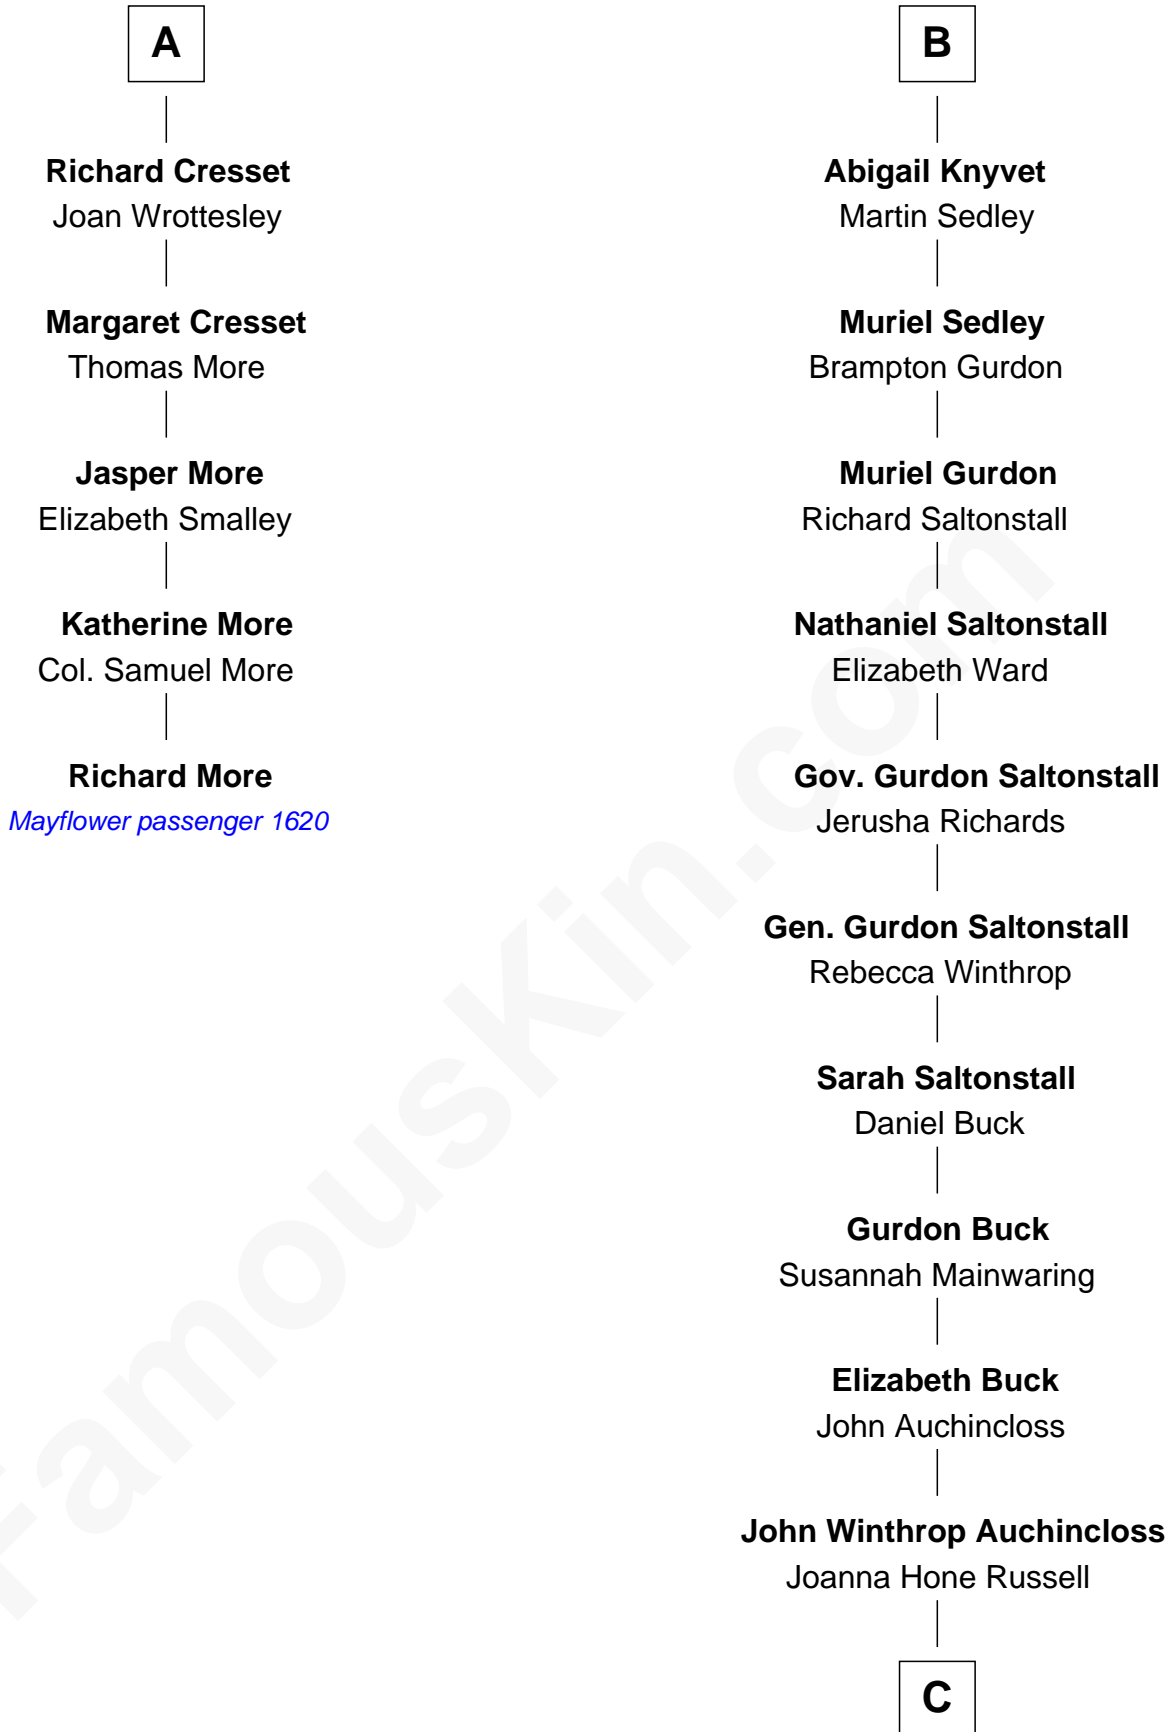 A
Richard Cresset
Joan Wrottesley
Margaret Cresset
Thomas More
Jasper More
Elizabeth Smalley
Katherine More
Col. Samuel More
Richard More
Mayflower passenger 1620
B
Abigail Knyvet
Martin Sedley
Muriel Sedley
Brampton Gurdon
Muriel Gurdon
Richard Saltonstall
Nathaniel Saltonstall
Elizabeth Ward
Gov. Gurdon Saltonstall
Jerusha Richards
Gen. Gurdon Saltonstall
Rebecca Winthrop
Sarah Saltonstall
Daniel Buck
Gurdon Buck
Susannah Mainwaring
Elizabeth Buck
John Auchincloss
John Winthrop Auchincloss
Joanna Hone Russell
C
FamousKin.com